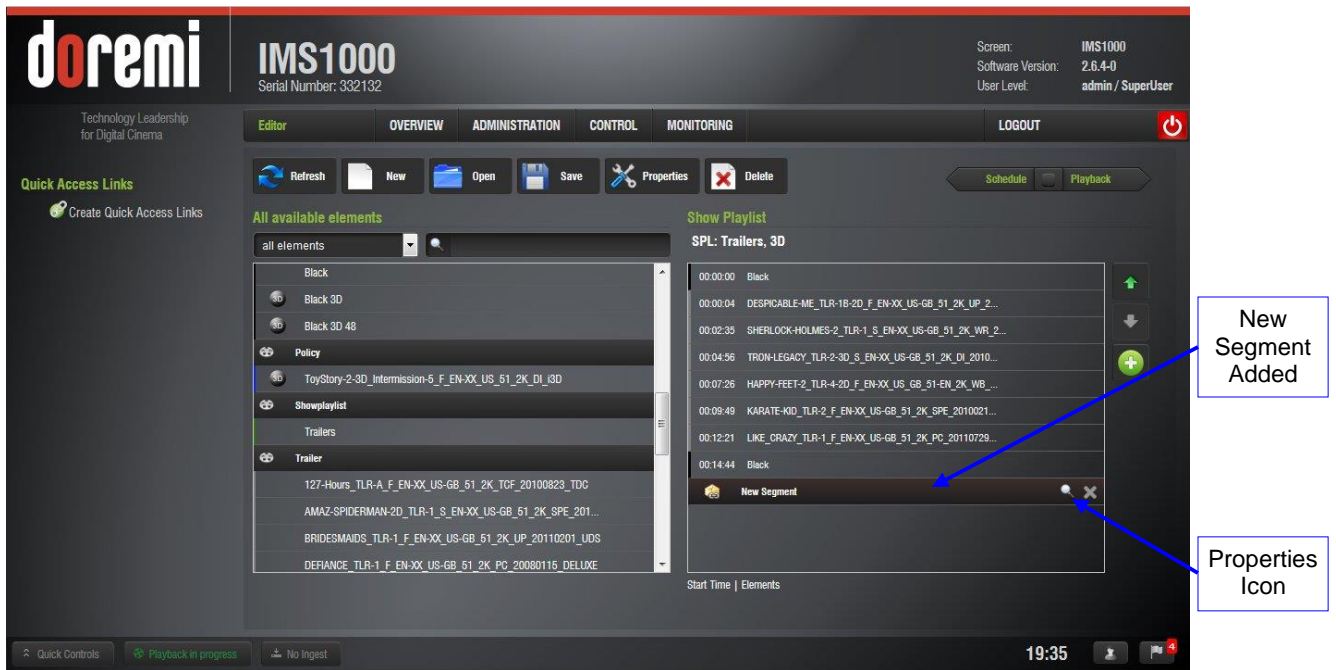 doremi
Technology Leadership
for Digital Cinema
IMS1000
Serial Number: 332132
Screen: IMS1000
Software Version: 2.6.4-0
User Level: admin / SuperUser
Editor OVERVIEW ADMINISTRATION CONTROL MONITORING LOGOUT
Quick Access Links
Create Quick Access Links
Refresh New Open Save Properties Delete
Schedule Playback
All available elements
all elements
Black
3D Black 3D
3D Black 3D 48
Policy
3D ToyStory-2-3D_Intermission-5_F_EN-XX_US_51_2K_DI_i3D
Showplaylist
Trailers
Trailer
127-Hours_TLR-A_F_EN-XX_US-GB_51_2K_TCF_20100823_TDC
AMAZ-SPIDERMAN-2D_TLR-1_S_EN-XX_US-GB_51_2K_SPE_201...
BRIDESMAIDS_TLR-1_F_EN-XX_US-GB_51_2K_UP_20110201_UDS
DEFIANCE_TLR-1_F_EN-XX_US-GB_51_2K_PC_20080115_DELUXE
Show Playlist
SPL: Trailers, 3D
00:00:00 Black
00:00:04 DESPICABLE-ME_TLR-1B-2D_F_EN-XX_US-GB_51_2K_UP_2...
00:02:35 SHERLOCK-HOLMES-2_TLR-1_S_EN-XX_US-GB_51_2K_WR_2...
00:04:56 TRON-LEGACY_TLR-2-3D_S_EN-XX_US-GB_51_2K_DI_2010...
00:07:26 HAPPY-FEET-2_TLR-4-2D_F_EN-XX_US_GB_51-EN_2K_WB_...
00:09:49 KARATE-KID_TLR-2_F_EN-XX_US-GB_51_2K_SPE_2010021...
00:12:21 LIKE_CRAZY_TLR-1_F_EN-XX_US-GB_51_2K_PC_20110729...
00:14:44 Black
New Segment
Start Time | Elements
New
Segment
Added
Properties
Icon
Quick Controls Playback in progress No Ingest 19:35 4